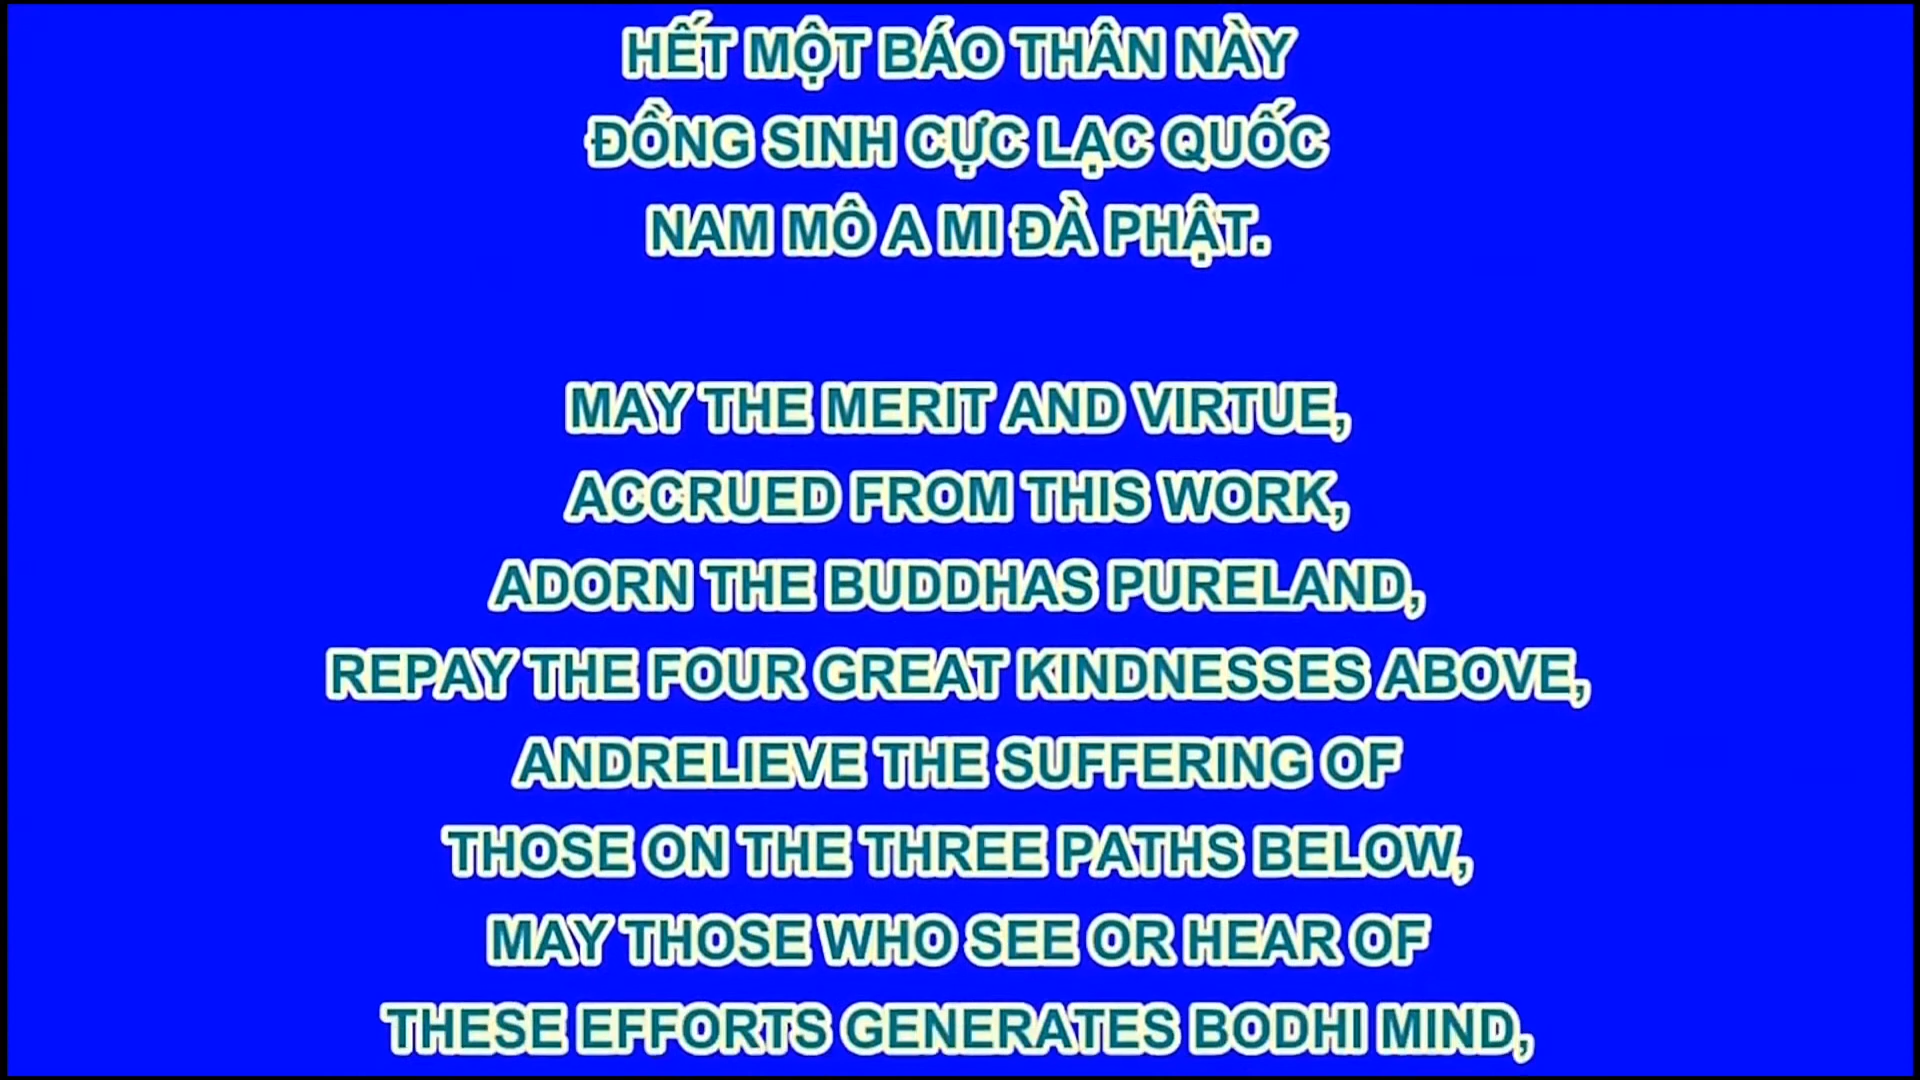 HẾT MỘT BÁO THÂN NÀY
ĐỒNG SINH CỰC LẠC QUỐC
NAM MÔ A MI ĐÀ PHẬT.
MAY THE MERIT AND VIRTUE,
ACCRUED FROM THIS WORK,
ADORN THE BUDDHAS PURELAND,
REPAY THE FOUR GREAT KINDNESSES ABOVE,
ANDRELIEVE THE SUFFERING OF
THOSE ON THE THREE PATHS BELOW,
MAY THOSE WHO SEE OR HEAR OF
THESE EFFORTS GENERATES BODHI MIND,